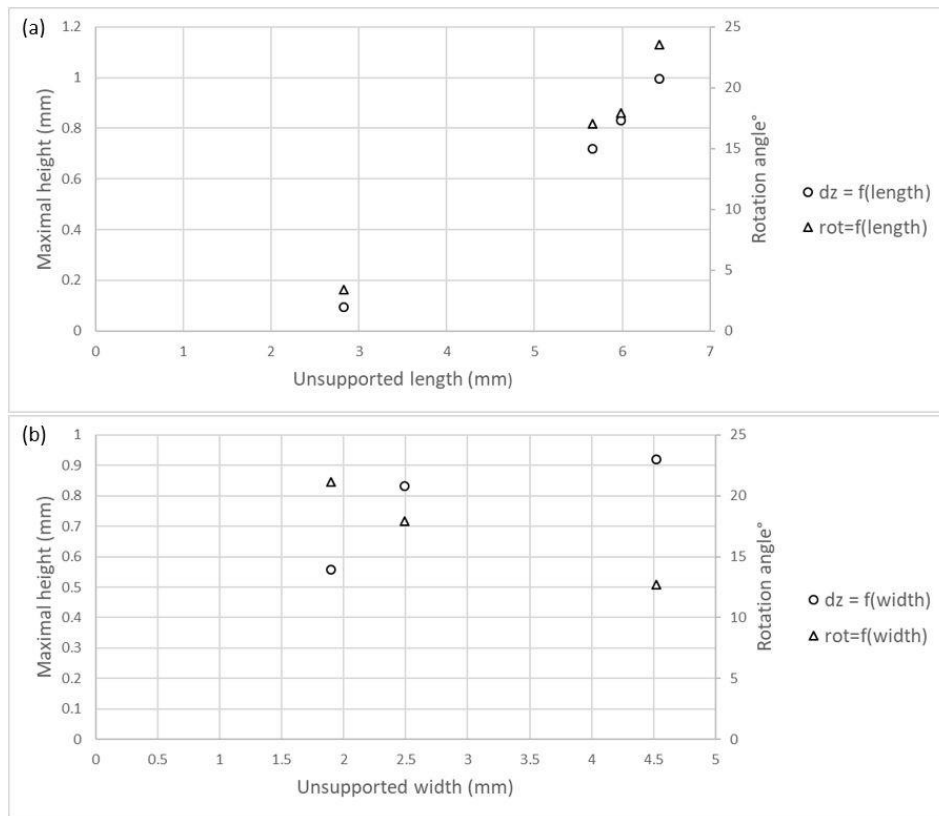 (a)
1.2
1
0.8
0.6
0.4
0.2
0
Maximal height (mm)
25
20
15
10
5
0
Rotation angle°
0 1 2 3 4 5 6 7
Unsupported length (mm)
dz = f(length)
rot=f(length)
(b)
1
0.9
0.8
0.7
0.6
0.5
0.4
0.3
0.2
0.1
0
Maximal height (mm)
25
20
15
10
5
0
Rotation angle°
0 0.5 1 1.5 2 2.5 3 3.5 4 4.5 5
Unsupported width (mm)
dz = f(width)
rot=f(width)